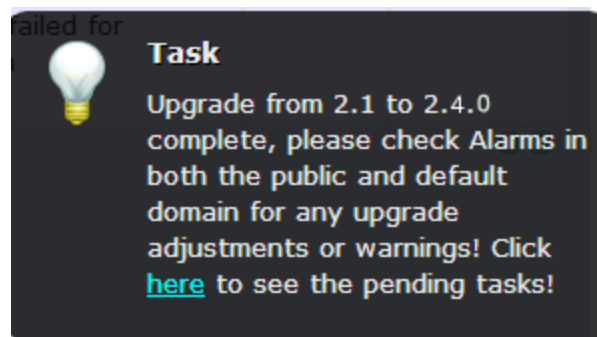 failed for
Task
Upgrade from 2.1 to 2.4.0
complete, please check Alarms in
both the public and default
domain for any upgrade
adjustments or warnings! Click
here to see the pending tasks!